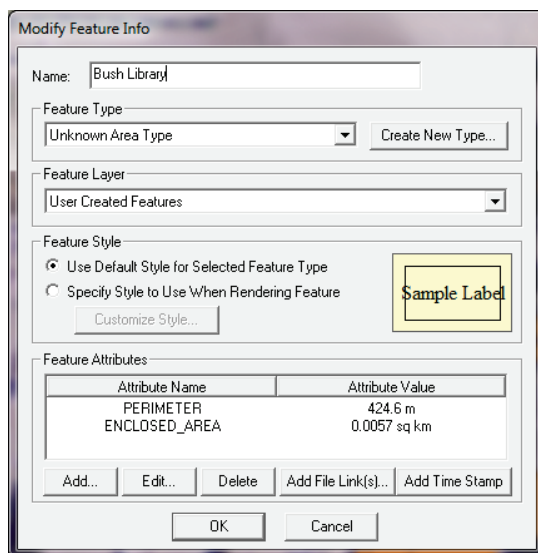 Modify Feature Info
Name: Bush Library
Feature Type
Unknown Area Type Create New Type...
Feature Layer
User Created Features
Feature Style
Use Default Style for Selected Feature Type
Specify Style to Use When Rendering Feature
Sample Label
Customize Style...
Feature Attributes
Attribute Name Attribute Value
PERIMETER 424.6 m
ENCLOSED_AREA 0.0057 sq km
Add... Edit... Delete Add File Link(s)... Add Time Stamp
OK Cancel